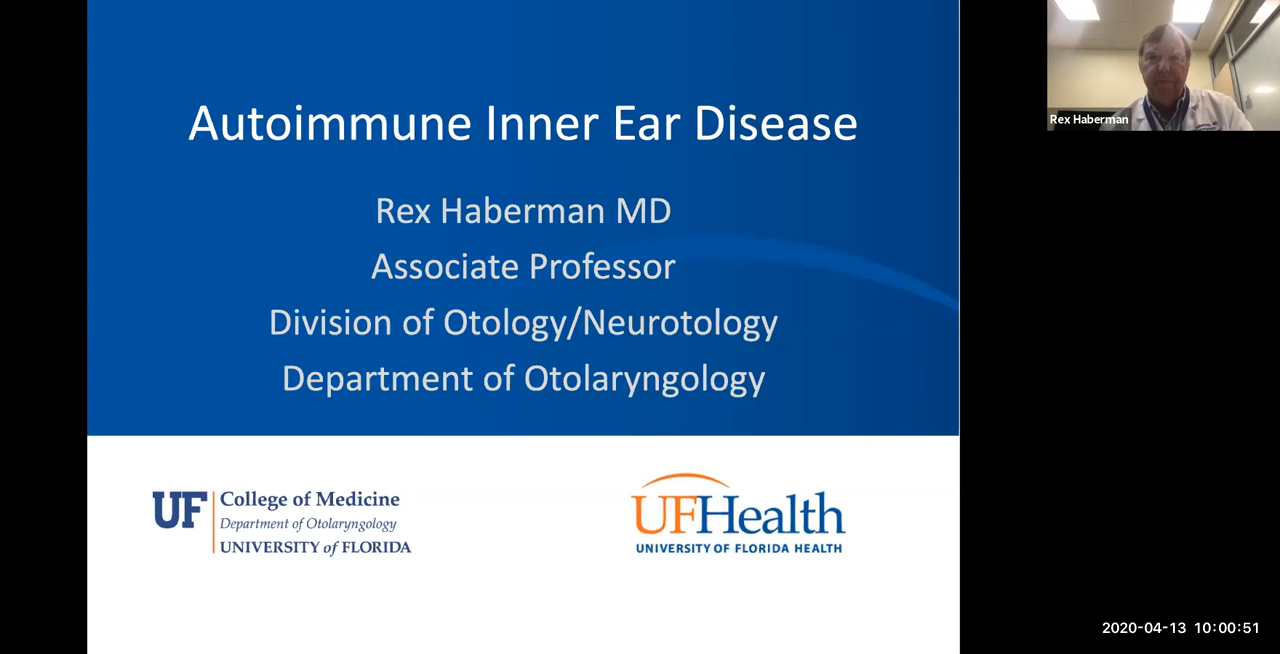 Autoimmune Inner Ear Disease
Rex Haberman MD
Associate Professor
Division of Otology/Neurotology
Department of Otolaryngology
UF
College of Medicine
Department of Otolaryngology
UNIVERSITY of FLORIDA
UFHealth
UNIVERSITY OF FLORIDA HEALTH
Rex Haberman
2020-04-13 10:00:51